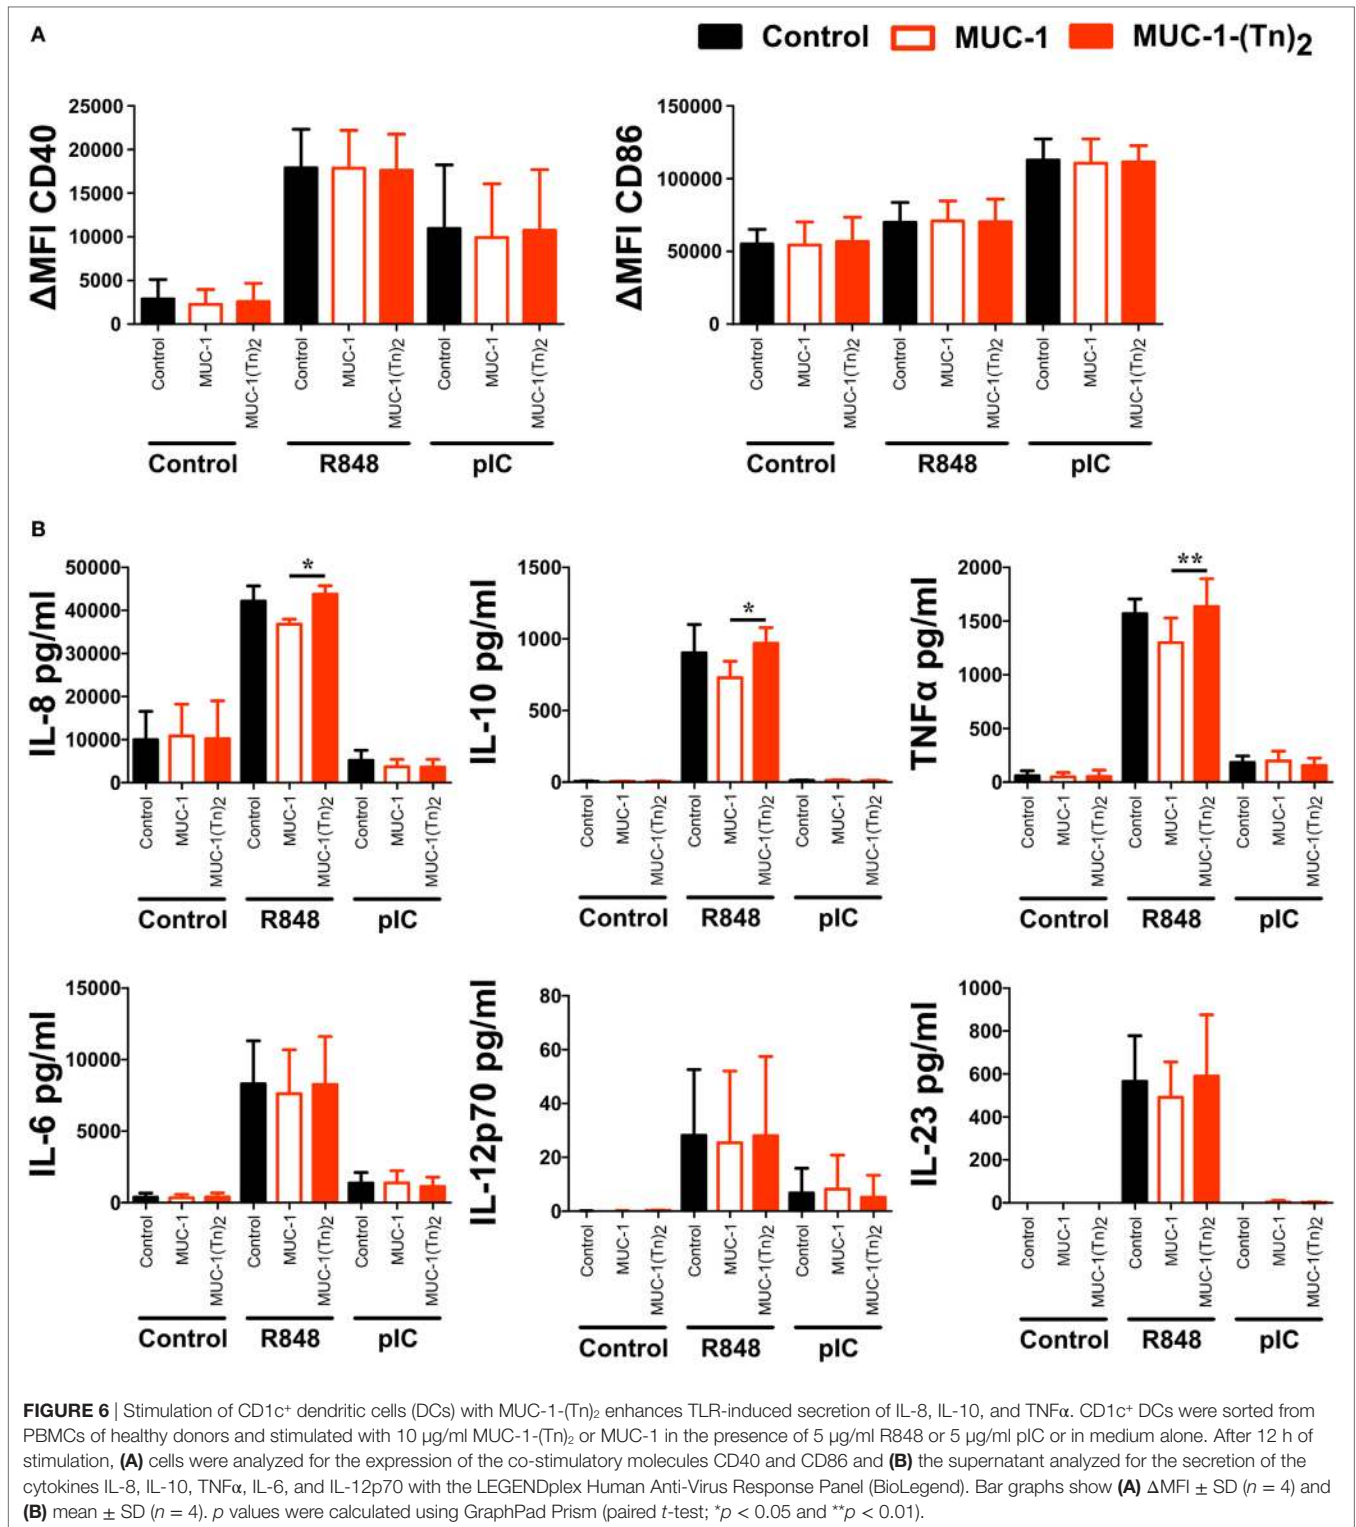 A
Control MUC-1 MUC-1-(Tn)2
ΔMFI CD40
25000
20000
15000
10000
5000
0
Control
MUC-1
MUC-1(Tn)2
Control
MUC-1
MUC-1(Tn)2
Control
MUC-1
MUC-1(Tn)2
Control R848 pIC
ΔMFI CD86
150000
100000
50000
0
Control
MUC-1
MUC-1(Tn)2
Control
MUC-1
MUC-1(Tn)2
Control
MUC-1
MUC-1(Tn)2
Control R848 pIC
B
IL-8 pg/ml
50000
40000
30000
20000
10000
0
*
Control
MUC-1
MUC-1(Tn)2
Control
MUC-1
MUC-1(Tn)2
Control
MUC-1
MUC-1(Tn)2
Control R848 pIC
IL-10 pg/ml
1500
1000
500
0
*
Control
MUC-1
MUC-1(Tn)2
Control
MUC-1
MUC-1(Tn)2
Control
MUC-1
MUC-1(Tn)2
Control R848 pIC
TNFα pg/ml
2000
1500
1000
500
0
**
Control
MUC-1
MUC-1(Tn)2
Control
MUC-1
MUC-1(Tn)2
Control
MUC-1
MUC-1(Tn)2
Control R848 pIC
IL-6 pg/ml
15000
10000
5000
0
Control
MUC-1
MUC-1(Tn)2
Control
MUC-1
MUC-1(Tn)2
Control
MUC-1
MUC-1(Tn)2
Control R848 pIC
IL-12p70 pg/ml
80
60
40
20
0
Control
MUC-1
MUC-1(Tn)2
Control
MUC-1
MUC-1(Tn)2
Control
MUC-1
MUC-1(Tn)2
Control R848 pIC
IL-23 pg/ml
1000
800
600
400
200
0
Control
MUC-1
MUC-1(Tn)2
Control
MUC-1
MUC-1(Tn)2
Control
MUC-1
MUC-1(Tn)2
Control R848 pIC
FIGURE 6 | Stimulation of CD1c⁺ dendritic cells (DCs) with MUC-1-(Tn)₂ enhances TLR-induced secretion of IL-8, IL-10, and TNFα. CD1c⁺ DCs were sorted from
PBMCs of healthy donors and stimulated with 10 µg/ml MUC-1-(Tn)₂ or MUC-1 in the presence of 5 µg/ml R848 or 5 µg/ml pIC or in medium alone. After 12 h of
stimulation, (A) cells were analyzed for the expression of the co-stimulatory molecules CD40 and CD86 and (B) the supernatant analyzed for the secretion of the
cytokines IL-8, IL-10, TNFα, IL-6, and IL-12p70 with the LEGENDplex Human Anti-Virus Response Panel (BioLegend). Bar graphs show (A) ΔMFI ± SD (n = 4) and
(B) mean ± SD (n = 4). p values were calculated using GraphPad Prism (paired t-test; *p < 0.05 and **p < 0.01).